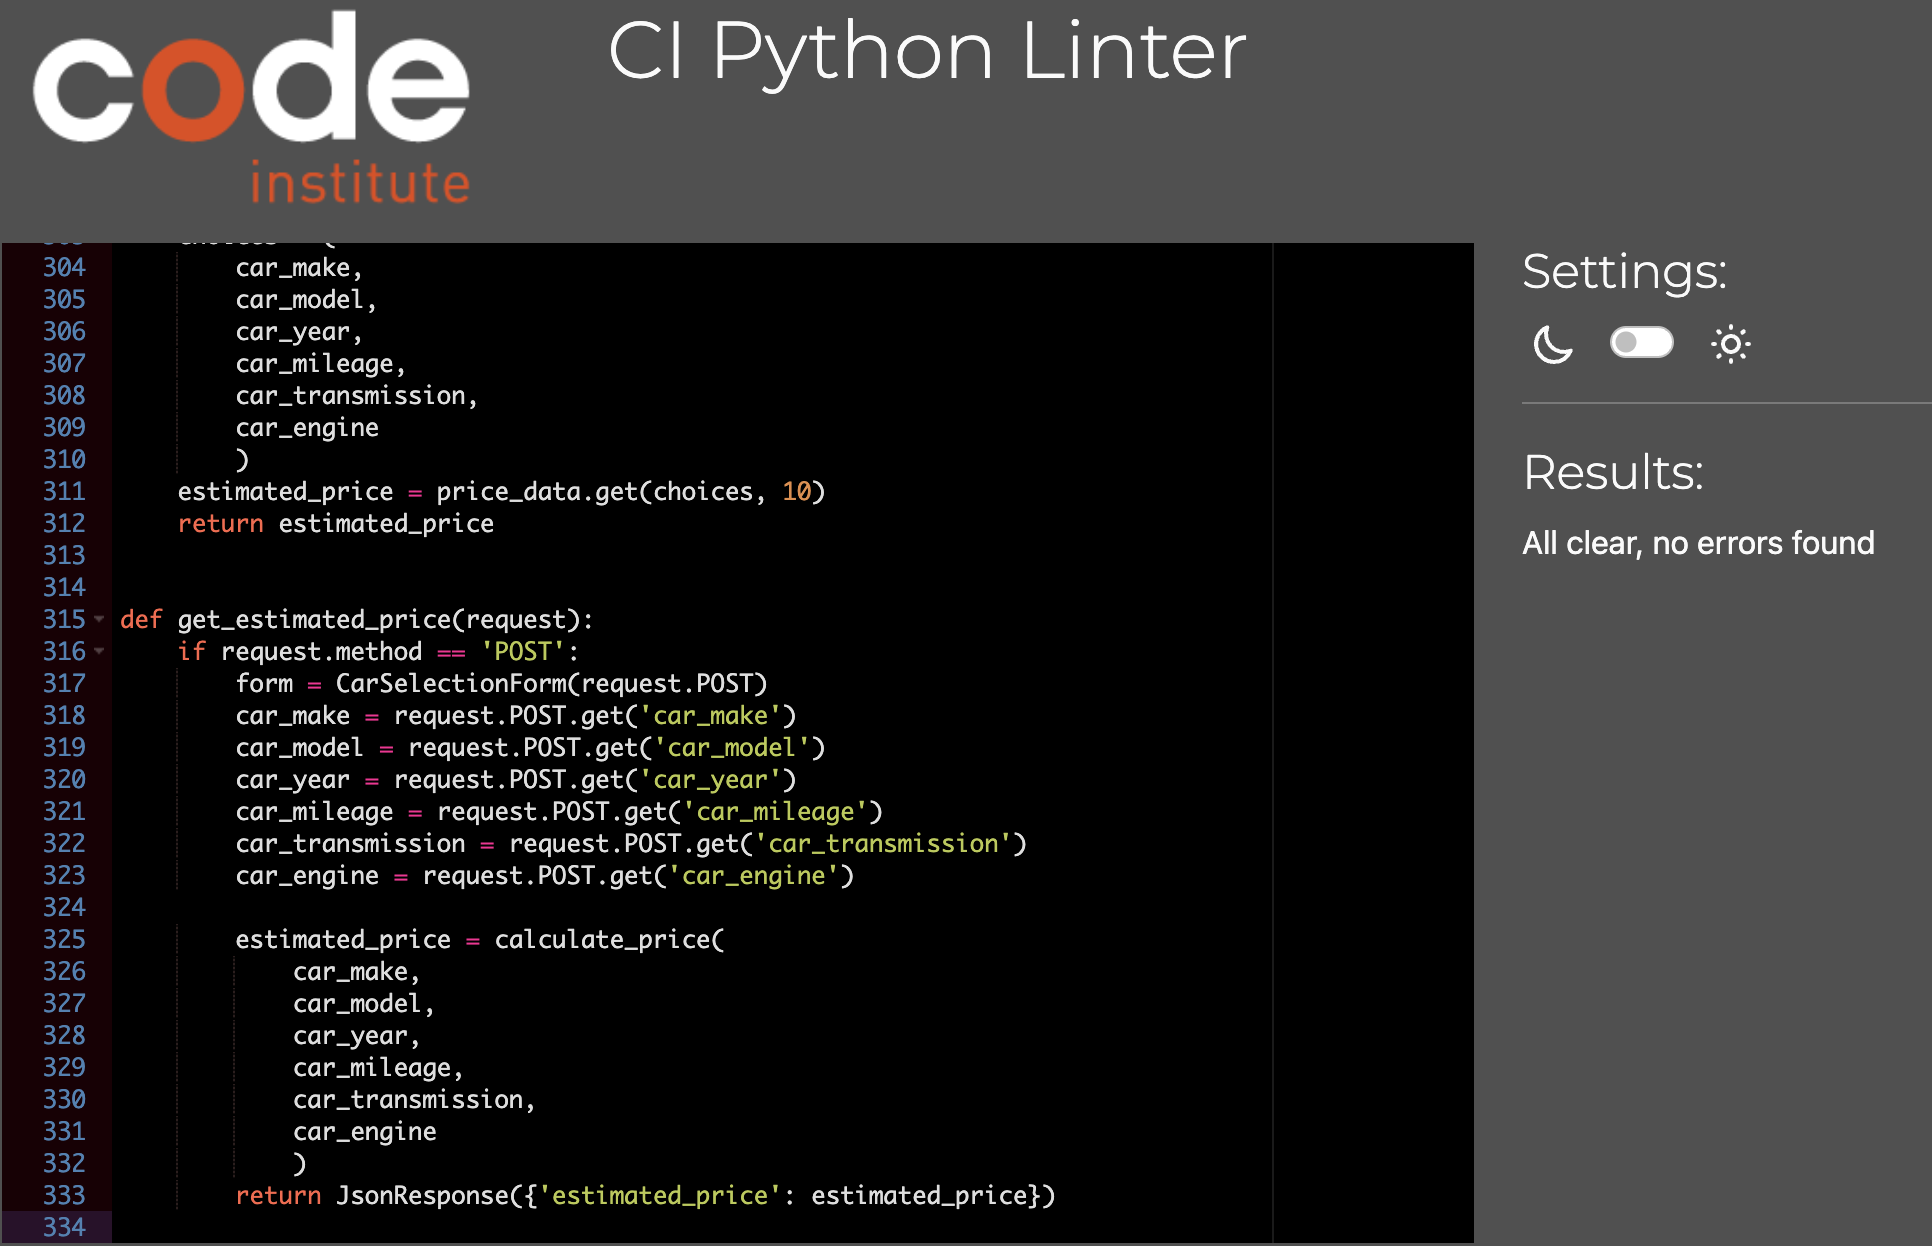 code
institute
CI Python Linter
304 car_make,
305 car_model,
306 car_year,
307 car_mileage,
308 car_transmission,
309 car_engine
310 )
311 estimated_price = price_data.get(choices, 10)
312 return estimated_price
313
314
315 def get_estimated_price(request):
316 if request.method == 'POST':
317 form = CarSelectionForm(request.POST)
318 car_make = request.POST.get('car_make')
319 car_model = request.POST.get('car_model')
320 car_year = request.POST.get('car_year')
321 car_mileage = request.POST.get('car_mileage')
322 car_transmission = request.POST.get('car_transmission')
323 car_engine = request.POST.get('car_engine')
324
325 estimated_price = calculate_price(
326 car_make,
327 car_model,
328 car_year,
329 car_mileage,
330 car_transmission,
331 car_engine
332 )
333 return JsonResponse({'estimated_price': estimated_price})
334
Settings:
Results:
All clear, no errors found